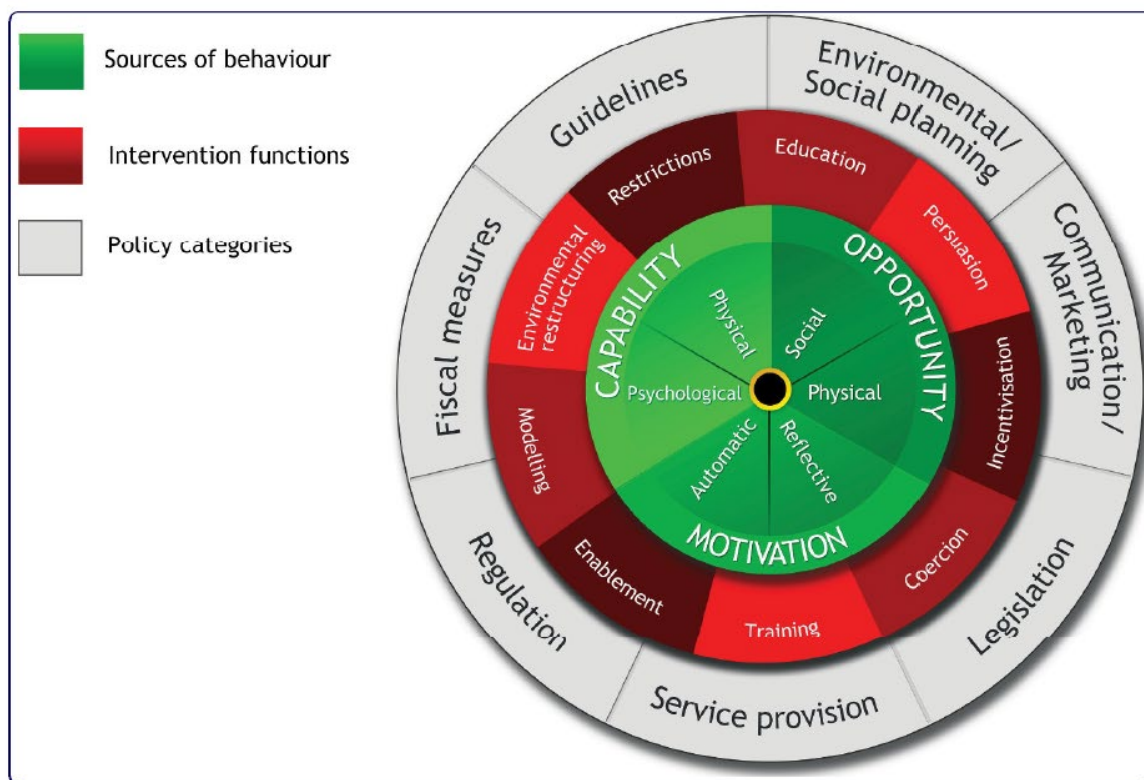 Sources of behaviour
Intervention functions
Policy categories
Guidelines
Environmental/
Social planning
Communication/
Marketing
Legislation
Service provision
Regulation
Fiscal measures
Restrictions
Education
Persuasion
Incentivisation
Coercion
Training
Enablement
Modelling
Environmental
restructuring
CAPABILITY
OPPORTUNITY
MOTIVATION
Physical
Social
Psychological
Physical
Automatic
Reflective